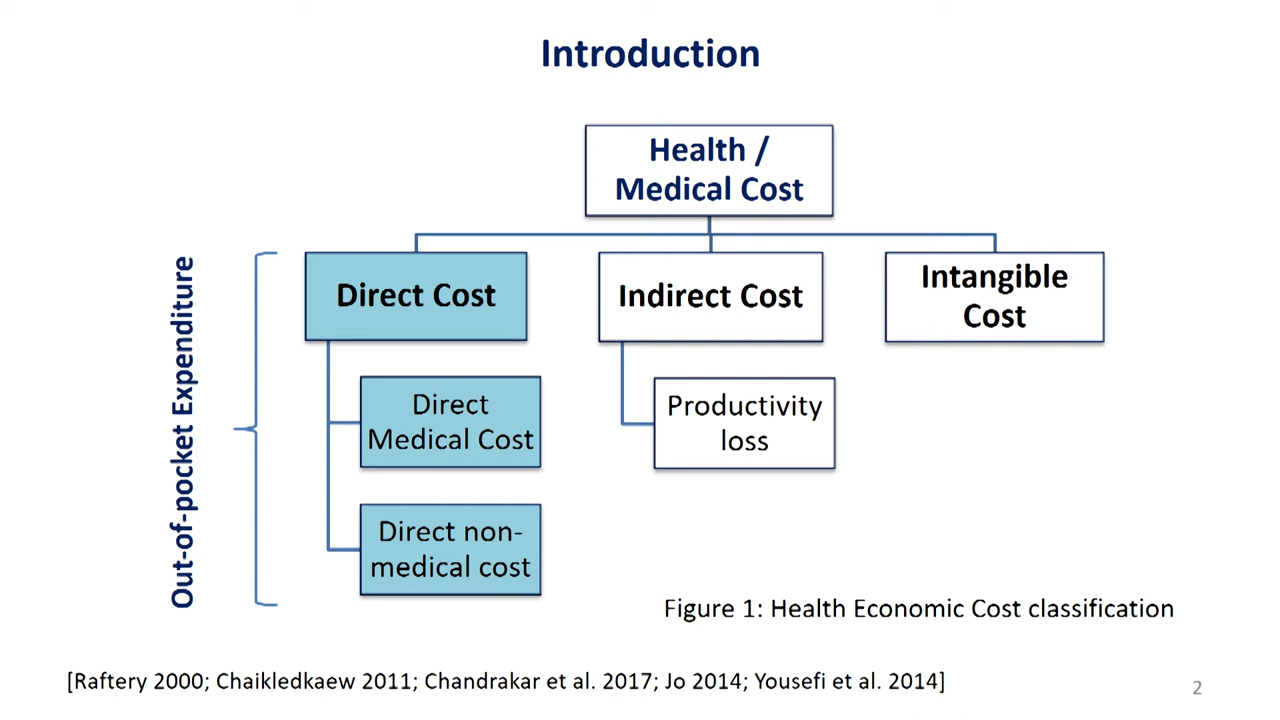 Introduction
Health /
Medical Cost
Out-of-pocket Expenditure
Direct Cost
Indirect Cost
Intangible
Cost
Direct
Medical Cost
Productivity
loss
Direct non-
medical cost
Figure 1: Health Economic Cost classification
[Raftery 2000; Chaikledkaew 2011; Chandrakar et al. 2017; Jo 2014; Yousefi et al. 2014]
2